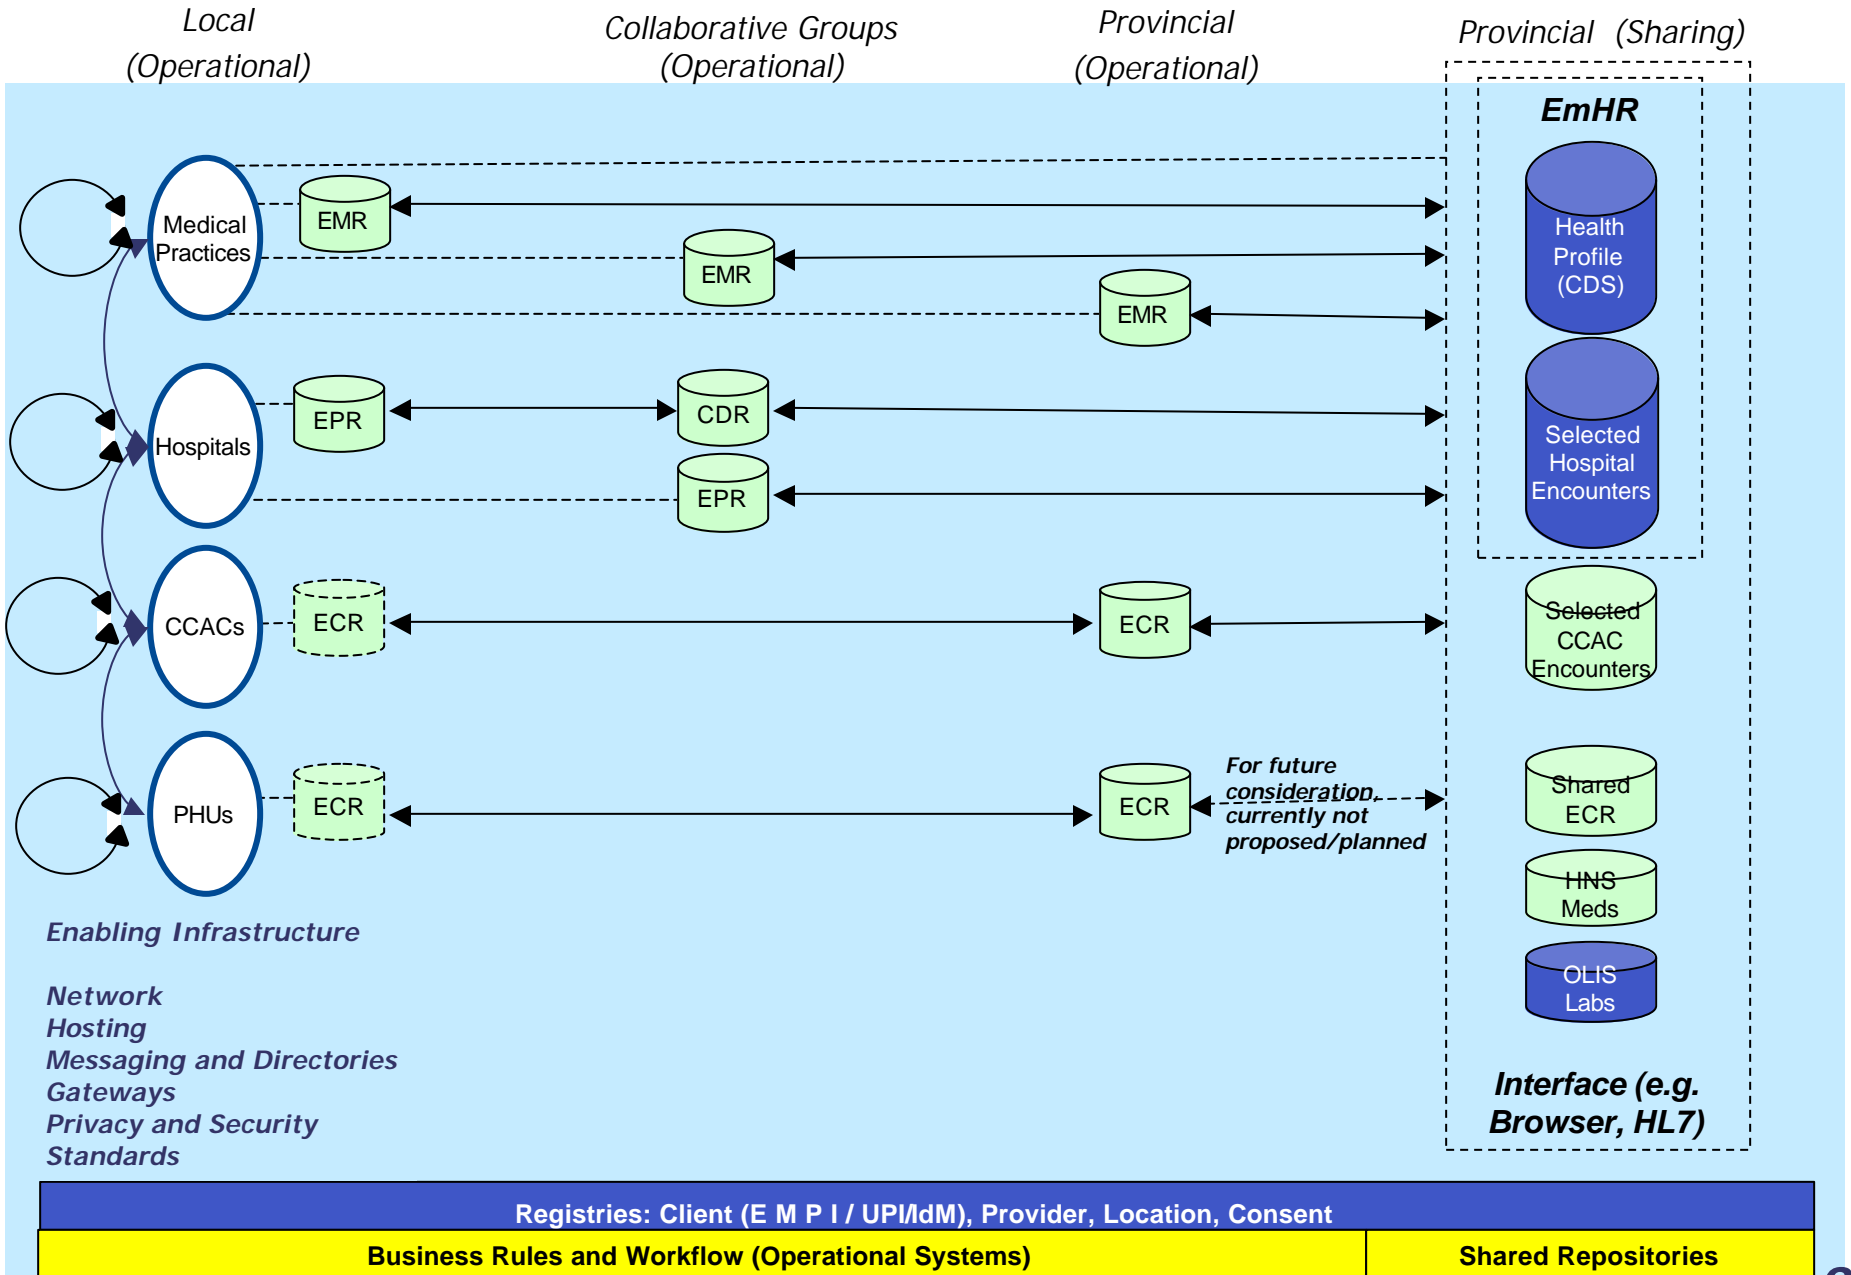 Local
(Operational)
Collaborative Groups
(Operational)
Provincial
(Operational)
Provincial (Sharing)
EmHR
Medical
Practices
EMR
EMR
EMR
Health
Profile
(CDS)
Hospitals
EPR
CDR
EPR
Selected
Hospital
Encounters
CCACs
ECR
ECR
Selected
CCAC
Encounters
PHUs
ECR
ECR
For future
consideration,
currently not
proposed/planned
Shared
ECR
HNS
Meds
OLIS
Labs
Enabling Infrastructure
Network
Hosting
Messaging and Directories
Gateways
Privacy and Security
Standards
Interface (e.g.
Browser, HL7)
Registries: Client (E M P I / UPI/IdM), Provider, Location, Consent
Business Rules and Workflow (Operational Systems)
Shared Repositories